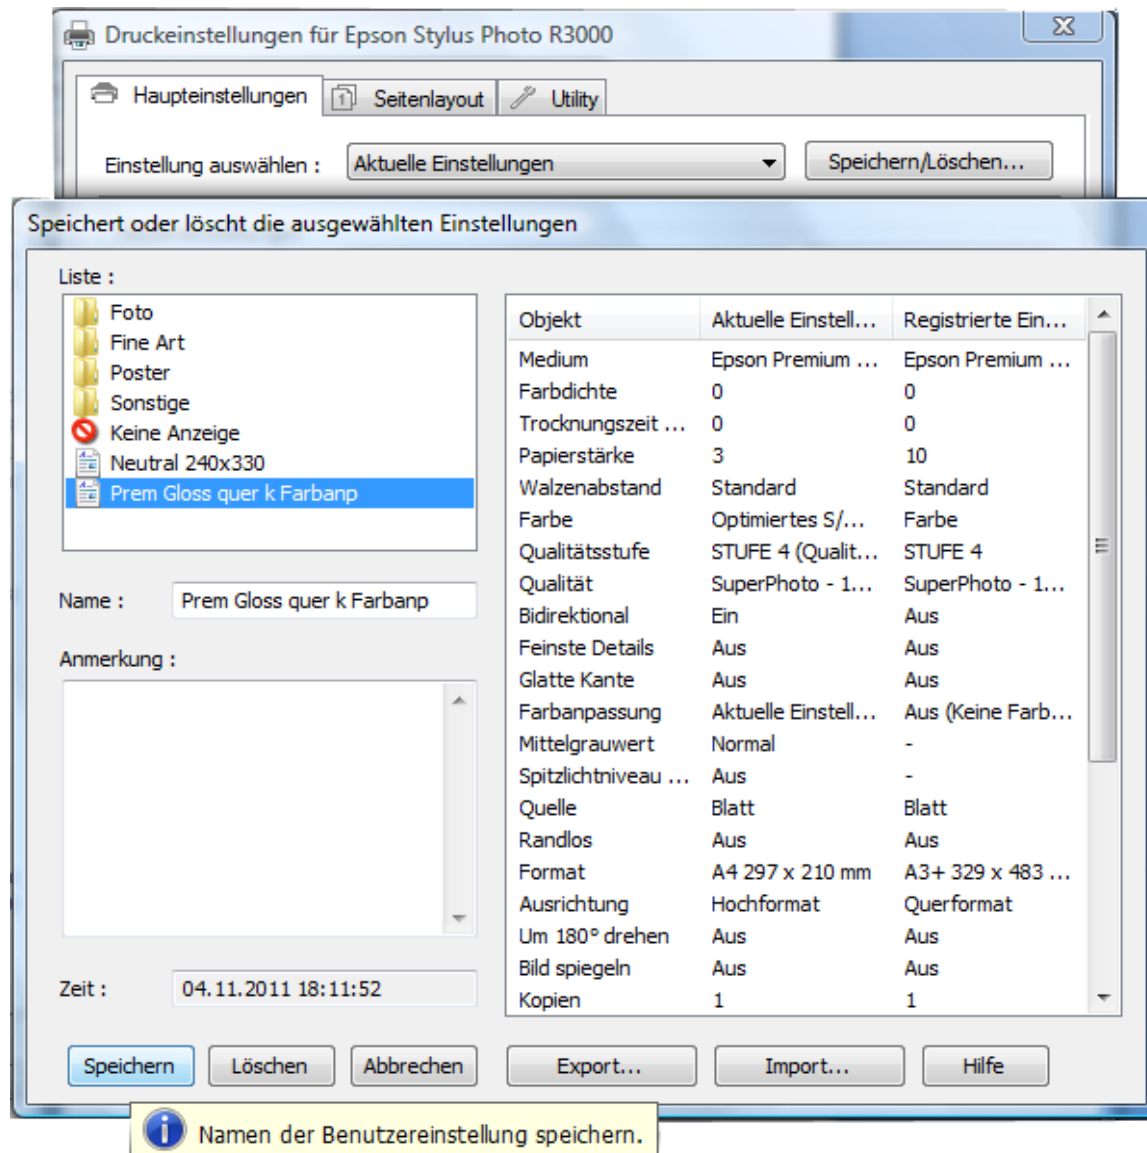 Druckeinstellungen für Epson Stylus Photo R3000
Haupteinstellungen Seitenlayout Utility
Einstellung auswählen : Aktuelle Einstellungen Speichern/Löschen...
Speichert oder löscht die ausgewählten Einstellungen
Liste :
Foto
Fine Art
Poster
Sonstige
Keine Anzeige
Neutral 240x330
Prem Gloss quer k Farbanp
Name : Prem Gloss quer k Farbanp
Anmerkung :
Zeit : 04.11.2011 18:11:52
Objekt Aktuelle Einstell... Registrierte Ein...
Medium Epson Premium ... Epson Premium ...
Farbdichte 0 0
Trocknungszeit ... 0 0
Papierstärke 3 10
Walzenabstand Standard Standard
Farbe Optimiertes S/... Farbe
Qualitätsstufe STUFE 4 (Qualit... STUFE 4
Qualität SuperPhoto - 1... SuperPhoto - 1...
Bidirektional Ein Aus
Feinste Details Aus Aus
Glatte Kante Aus Aus
Farbanpassung Aktuelle Einstell... Aus (Keine Farb...
Mittelgrauwert Normal -
Spitzlichtniveau ... Aus -
Quelle Blatt Blatt
Randlos Aus Aus
Format A4 297 x 210 mm A3+ 329 x 483 ...
Ausrichtung Hochformat Querformat
Um 180° drehen Aus Aus
Bild spiegeln Aus Aus
Kopien 1 1
Speichern Löschen Abbrechen Export... Import... Hilfe
Namen der Benutzereinstellung speichern.